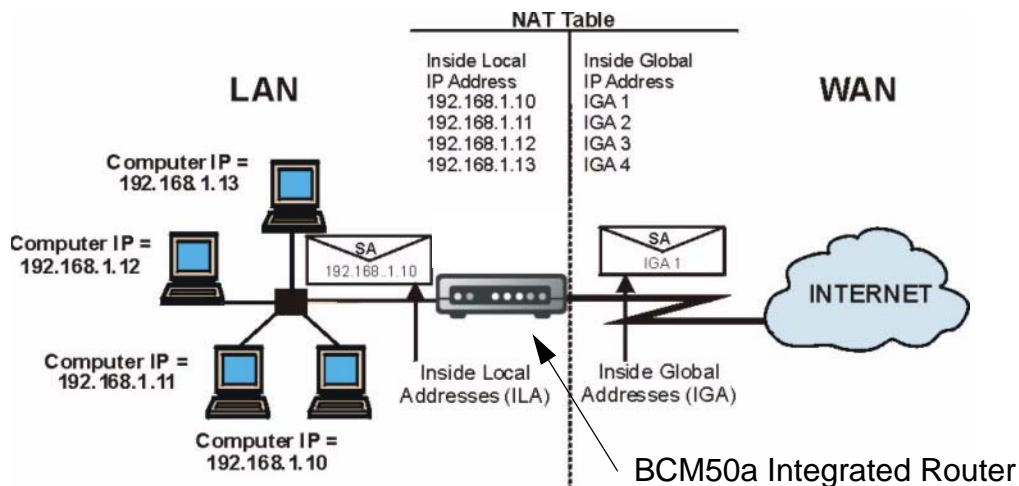 NAT Table
Inside Local
IP Address
192.168.1.10
192.168.1.11
192.168.1.12
192.168.1.13
Inside Global
IP Address
IGA 1
IGA 2
IGA 3
IGA 4
LAN
WAN
Computer IP =
192.168.1.13
Computer IP =
192.168.1.12
SA
192.168..1.10
SA
IGA 1
INTERNET
Computer IP =
192.168.1.11
Inside Local
Addresses (ILA)
Inside Global
Addresses (IGA)
Computer IP =
192.168.1.10
BCM50a Integrated Router